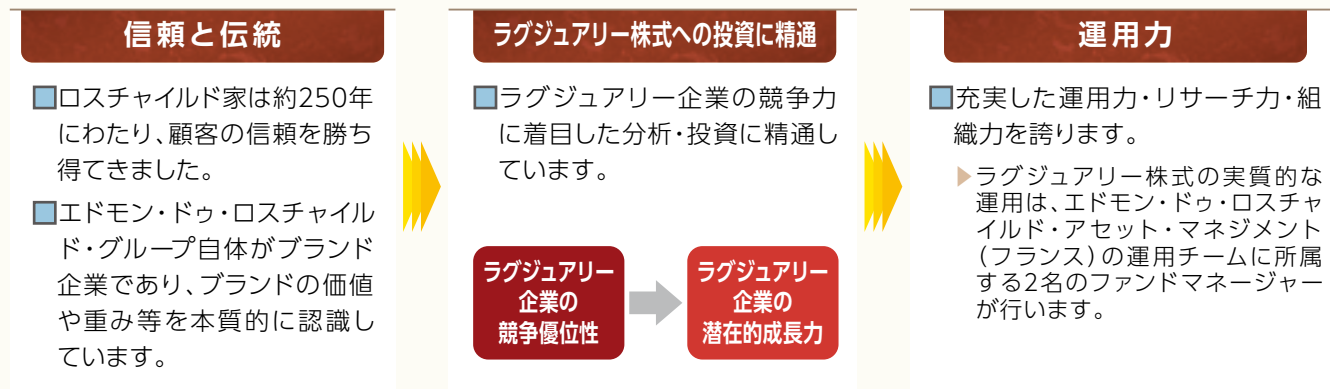 信頼と伝統
■ロスチャイルド家は約250年
にわたり、顧客の信頼を勝ち
得てきました。
■エドモン・ドゥ・ロスチャイル
ド・グループ自体がブランド
企業であり、ブランドの価値
や重み等を本質的に認識し
ています。
ラグジュアリー株式への投資に精通
■ラグジュアリー企業の競争力
に着目した分析・投資に精通し
ています。
ラグジュアリー
企業の
競争優位性
ラグジュアリー
企業の
潜在的成長力
運用力
■充実した運用力・リサーチ力・組
織力を誇ります。
▶ラグジュアリー株式の実質的な
運用は、エドモン・ドゥ・ロスチャ
イルド・アセット・マネジメント
(フランス)の運用チームに所属
する2名のファンドマネージャー
が行います。